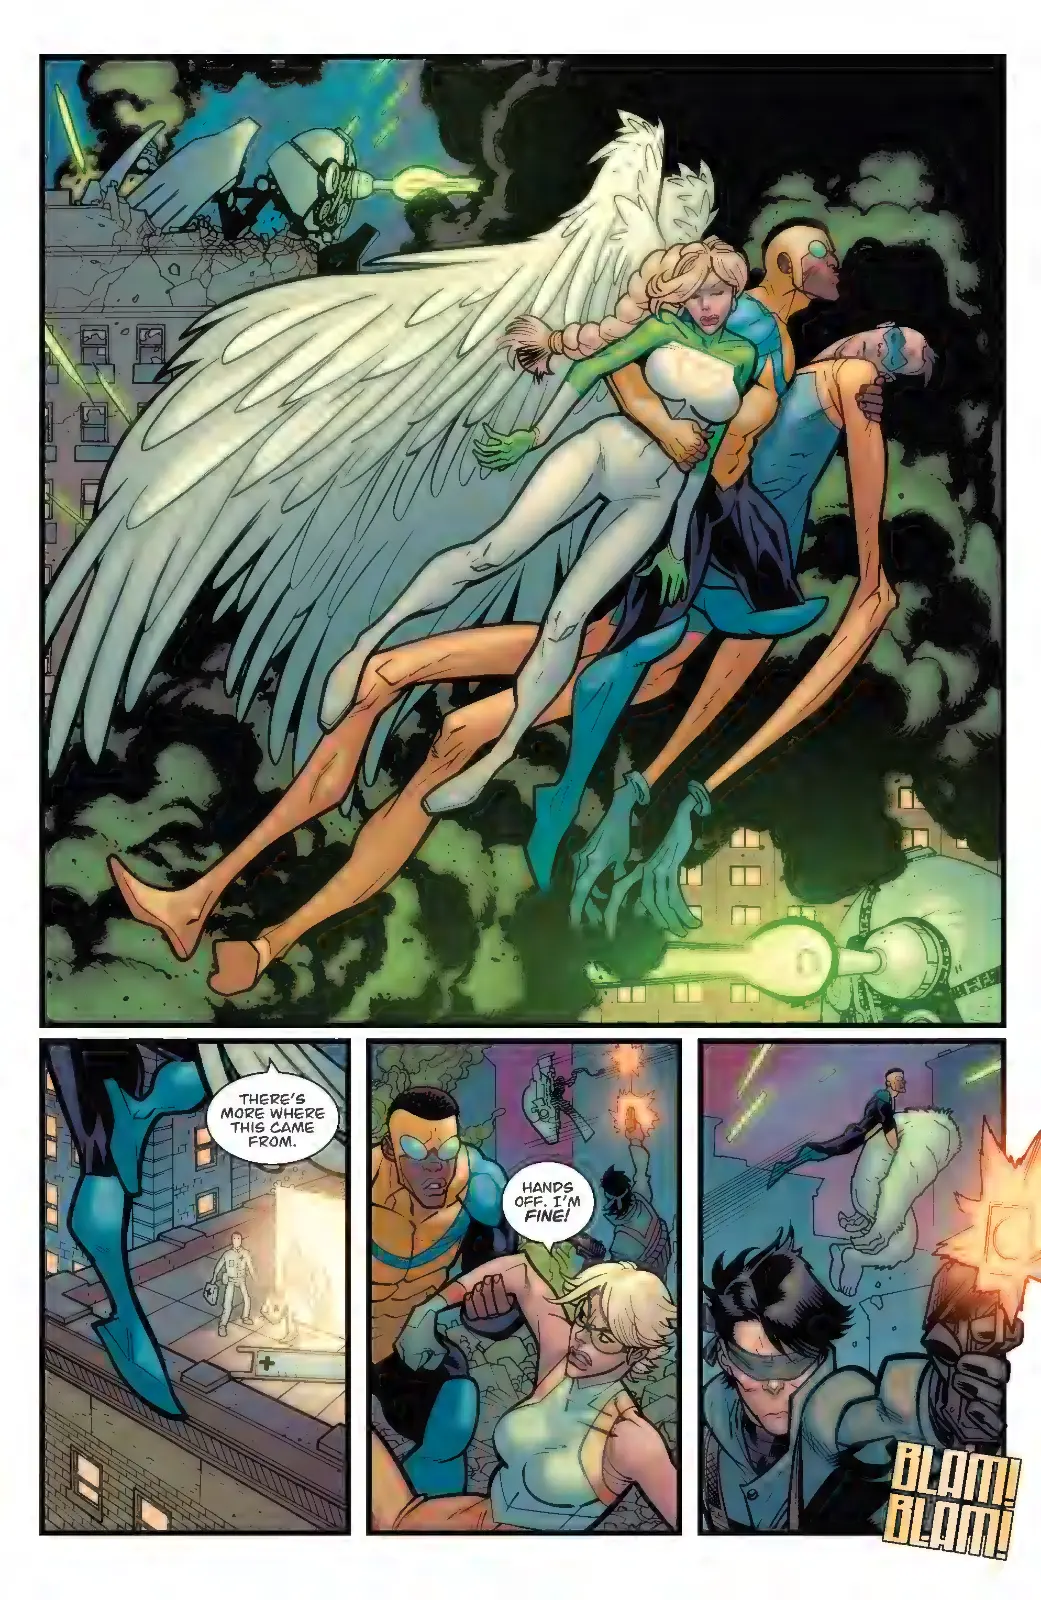 THERE'S
MORE WHERE
THIS CAME
FROM.
HANDS
OFF. I'M
FINE!
BLAM!
BLAM!